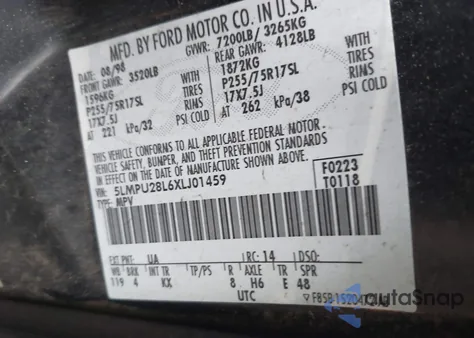 MFD. BY FORD MOTOR CO. IN U.S.A.
DATE: 08/98 GVWR: 7200LB/ 3265KG
FRONT GAWR: 3520LB REAR GAWR: 4128LB
1596KG 1872KG
P255/75R17SL TIRES P255/75R17SL
17X7.5J RIMS 17X7.5J
AT 221 kPa/32 PSI COLD AT 262 kPa/38 PSI COLD
THIS VEHICLE CONFORMS TO ALL APPLICABLE FEDERAL MOTOR
VEHICLE SAFETY, BUMPER, AND THEFT PREVENTION STANDARDS
IN EFFECT ON THE DATE OF MANUFACTURE SHOWN ABOVE.
VIN: 5LMPU28L6XLJ01459 F0223
TYPE: MPV T0118
EXT PNT: UA RC: 14 DSO:
WB BRK INT TR TP/PS R AXLE TR SPR
119 4 KX 8 H6 E 48
UTC
autoSnap